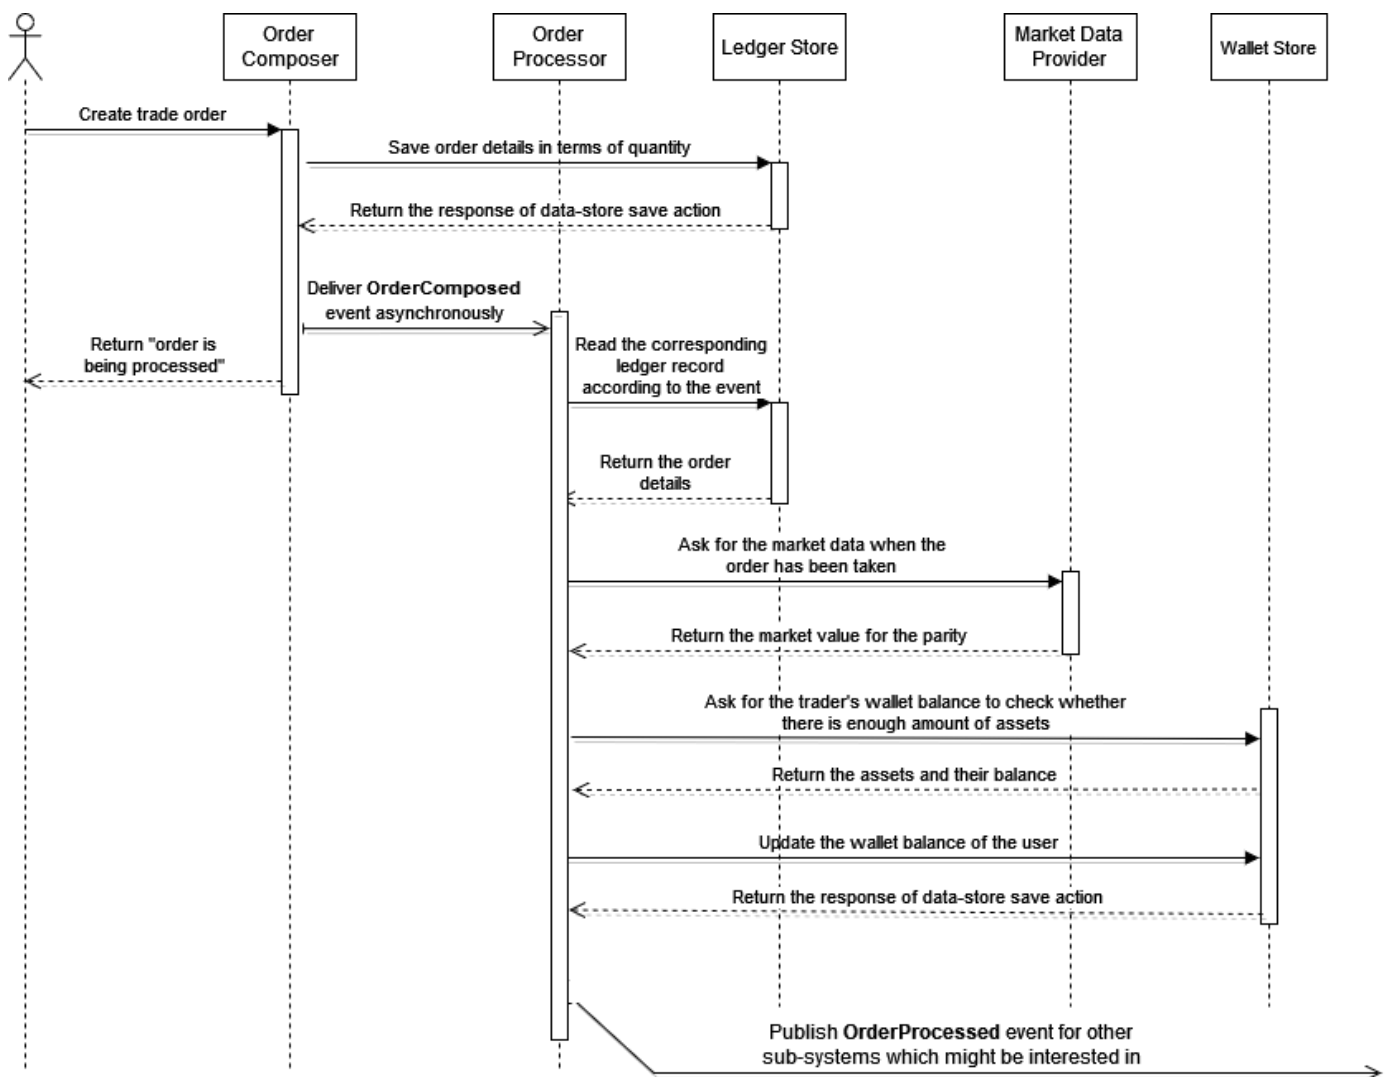 Order
Composer
Order
Processor
Ledger Store
Market Data
Provider
Wallet Store
Create trade order
Save order details in terms of quantity
Return the response of data-store save action
Deliver OrderComposed
event asynchronously
Return "order is
being processed"
Read the corresponding
ledger record
according to the event
Return the order
details
Ask for the market data when the
order has been taken
Return the market value for the parity
Ask for the trader's wallet balance to check whether
there is enough amount of assets
Return the assets and their balance
Update the wallet balance of the user
Return the response of data-store save action
Publish OrderProcessed event for other
sub-systems which might be interested in